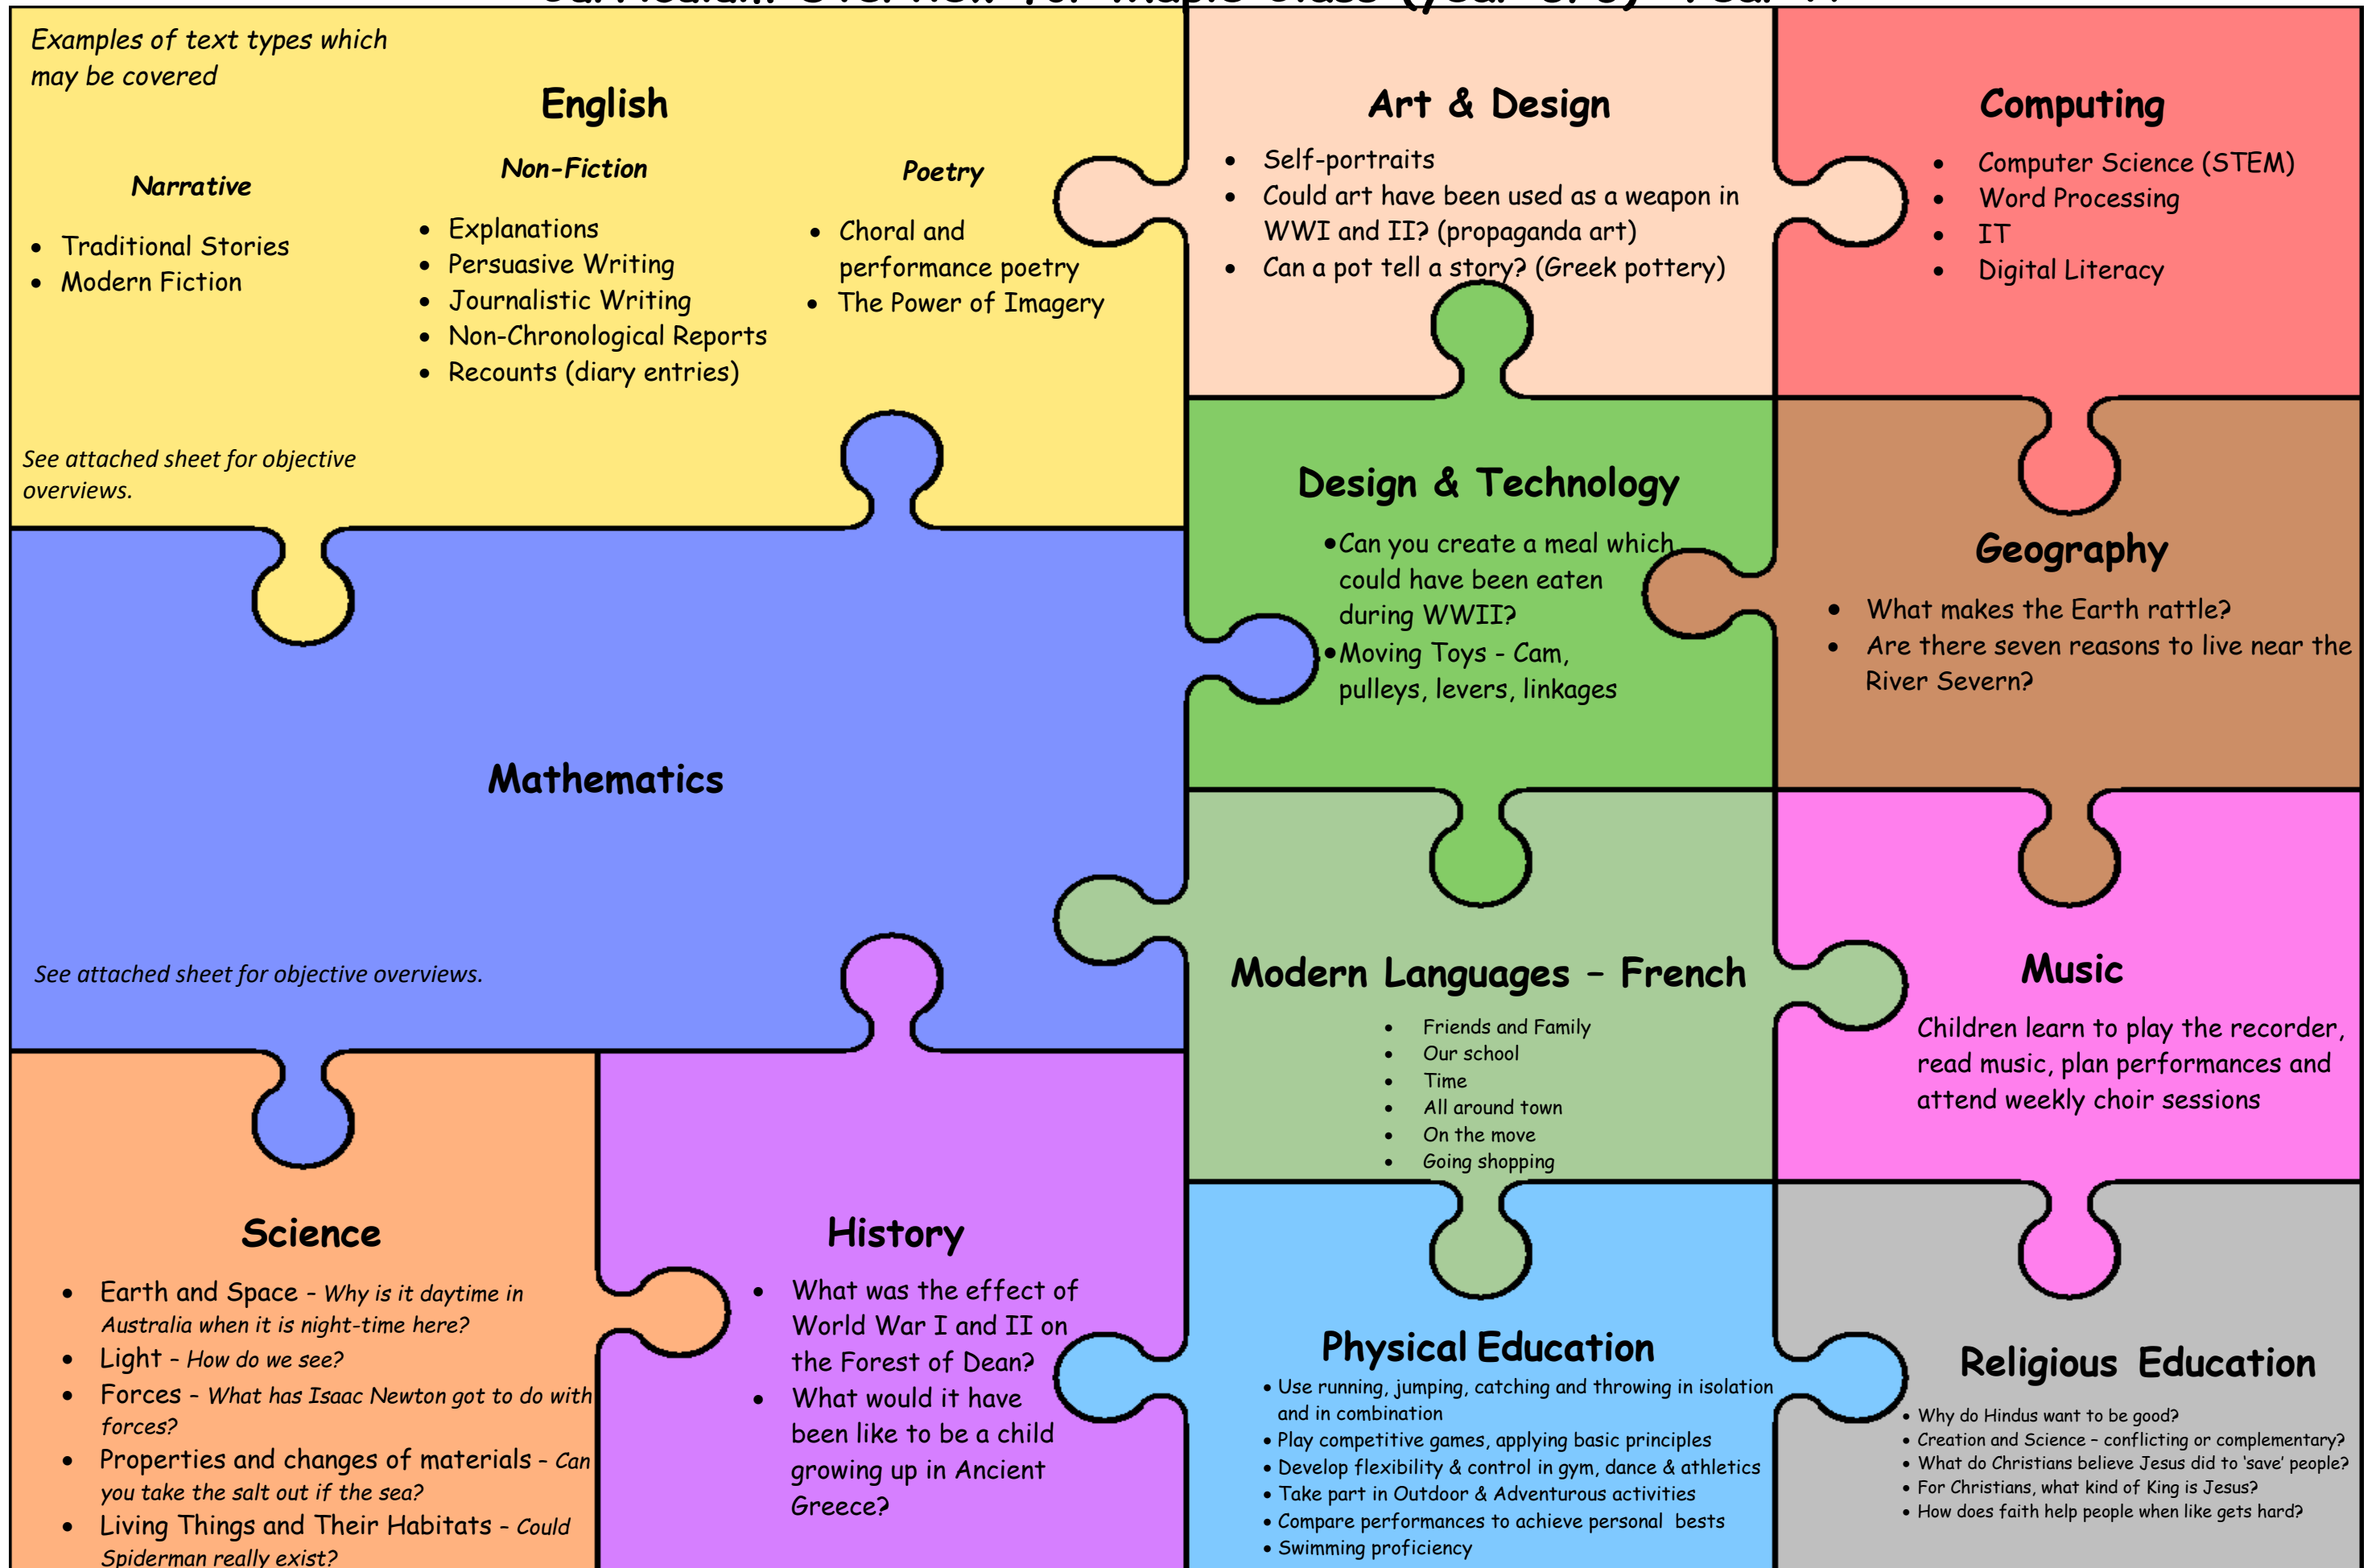 Curriculum Overview for Maple Class (year 5/6)
Examples of text types which
may be covered
English
Narrative
• Traditional Stories
• Modern Fiction
Non-Fiction
• Explanations
• Persuasive Writing
• Journalistic Writing
• Non-Chronological Reports
• Recounts (diary entries)
Poetry
• Choral and
performance poetry
• The Power of Imagery
See attached sheet for objective
overviews.
Art & Design
• Self-portraits
• Could art have been used as a weapon in
WWI and II? (propaganda art)
• Can a pot tell a story? (Greek pottery)
Computing
• Computer Science (STEM)
• Word Processing
• IT
• Digital Literacy
Design & Technology
•Can you create a meal which
could have been eaten
during WWII?
•Moving Toys - Cam,
pulleys, levers, linkages
Geography
• What makes the Earth rattle?
• Are there seven reasons to live near the
River Severn?
Mathematics
See attached sheet for objective overviews.
Modern Languages – French
• Friends and Family
• Our school
• Time
• All around town
• On the move
• Going shopping
Music
Children learn to play the recorder,
read music, plan performances and
attend weekly choir sessions
Science
• Earth and Space – Why is it daytime in
Australia when it is night-time here?
• Light – How do we see?
• Forces – What has Isaac Newton got to do with
forces?
• Properties and changes of materials – Can
you take the salt out if the sea?
• Living Things and Their Habitats – Could
Spiderman really exist?
History
• What was the effect of
World War I and II on
the Forest of Dean?
• What would it have
been like to be a child
growing up in Ancient
Greece?
Physical Education
• Use running, jumping, catching and throwing in isolation
and in combination
• Play competitive games, applying basic principles
• Develop flexibility & control in gym, dance & athletics
• Take part in Outdoor & Adventurous activities
• Compare performances to achieve personal bests
• Swimming proficiency
Religious Education
• Why do Hindus want to be good?
• Creation and Science – conflicting or complementary?
• What do Christians believe Jesus did to ‘save’ people?
• For Christians, what kind of King is Jesus?
• How does faith help people when like gets hard?